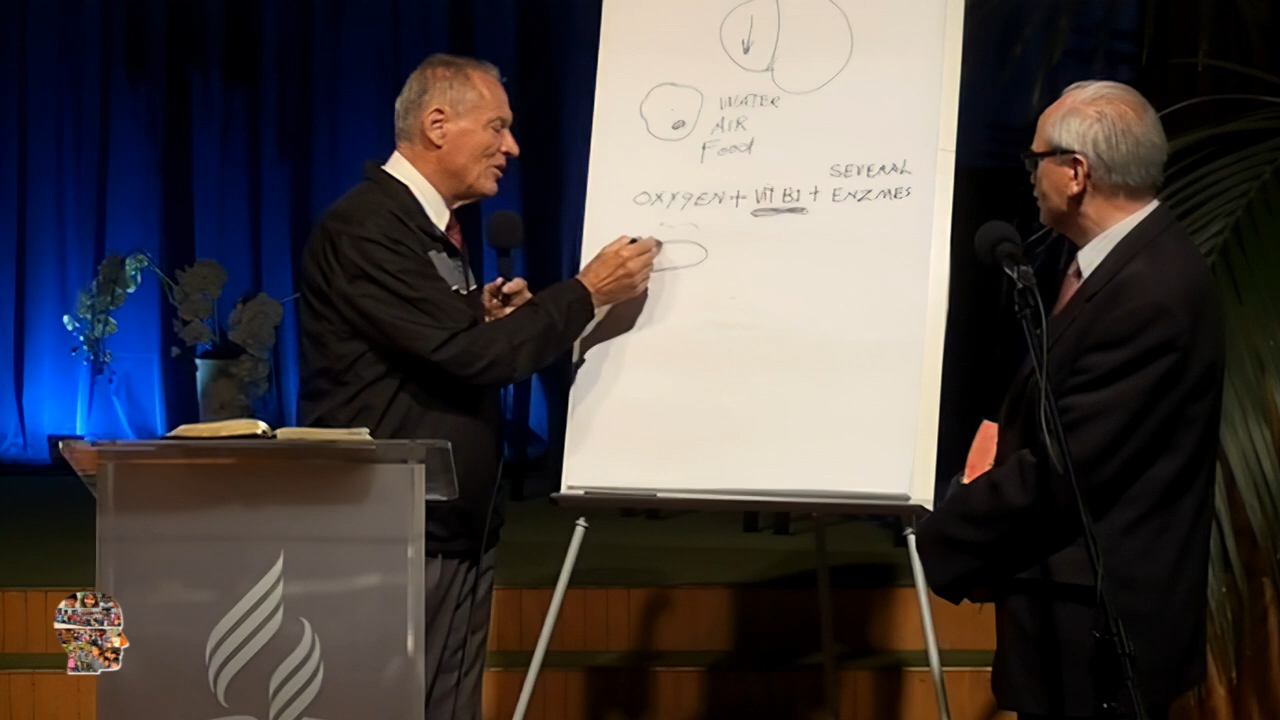 WATER
AIR
Food
SEVERAL
OXYGEN + VIT B1 + ENZMES